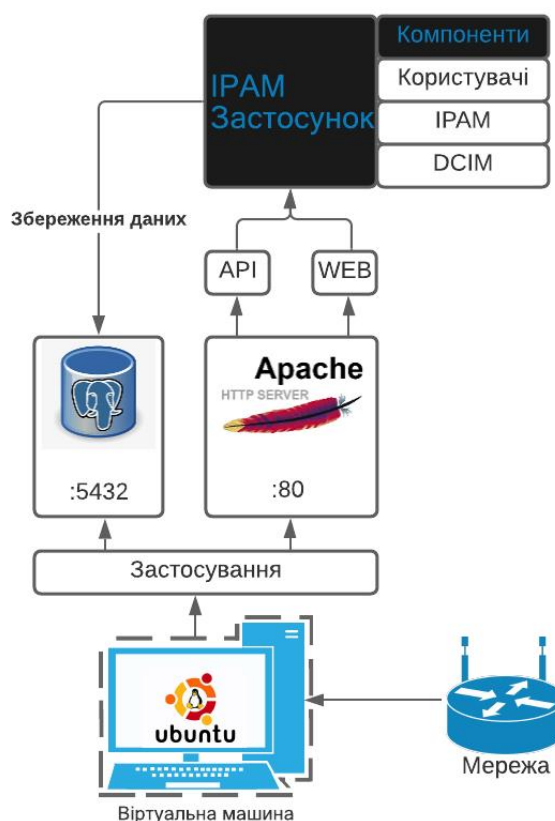 IPAM
Застосунок
Компоненти
Користувачі
IPAM
DCIM
Збереження даних
API
WEB
Apache
HTTP SERVER
:5432
:80
Застосування
ubuntu
Мережа
Віртуальна машина